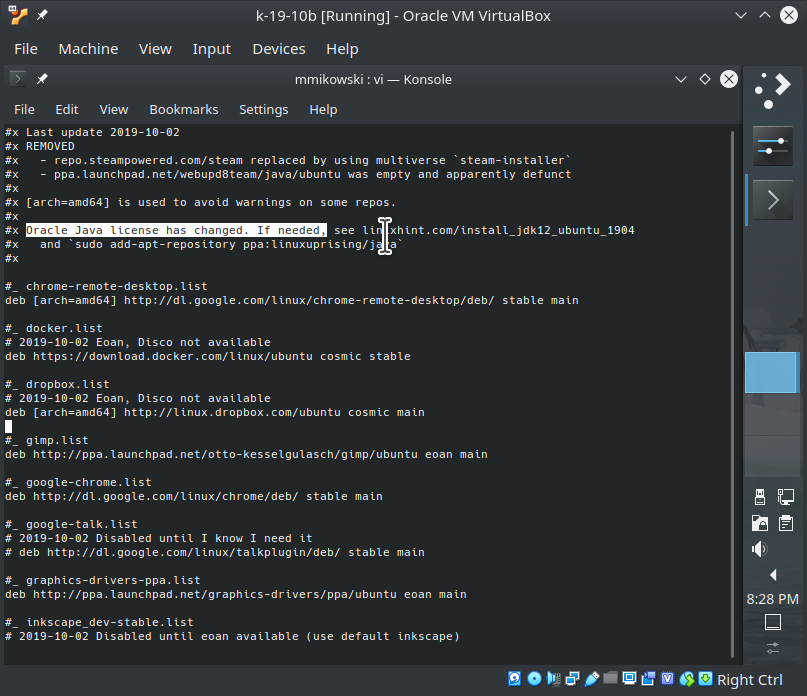 k-19-10b [Running] - Oracle VM VirtualBox
File Machine View Input Devices Help
mmikowski : vi — Konsole
File Edit View Bookmarks Settings Help
#x Last update 2019-10-02
#x REMOVED
#x   - repo.steampowered.com/steam replaced by using multiverse `steam-installer`
#x   - ppa.launchpad.net/webupd8team/java/ubuntu was empty and apparently defunct
#x
#x [arch=amd64] is used to avoid warnings on some repos.
#x
#x Oracle Java license has changed. If needed, see linuxhint.com/install_jdk12_ubuntu_1904
#x   and `sudo add-apt-repository ppa:linuxuprising/java`
#x
#_ chrome-remote-desktop.list
deb [arch=amd64] http://dl.google.com/linux/chrome-remote-desktop/deb/ stable main
#_ docker.list
# 2019-10-02 Eoan, Disco not available
deb https://download.docker.com/linux/ubuntu cosmic stable
#_ dropbox.list
# 2019-10-02 Eoan, Disco not available
deb [arch=amd64] http://linux.dropbox.com/ubuntu cosmic main
#_ gimp.list
deb http://ppa.launchpad.net/otto-kesselgulasch/gimp/ubuntu eoan main
#_ google-chrome.list
deb http://dl.google.com/linux/chrome/deb/ stable main
#_ google-talk.list
# 2019-10-02 Disabled until I know I need it
# deb http://dl.google.com/linux/talkplugin/deb/ stable main
#_ graphics-drivers-ppa.list
deb http://ppa.launchpad.net/graphics-drivers/ppa/ubuntu eoan main
#_ inkscape_dev-stable.list
# 2019-10-02 Disabled until eoan available (use default inkscape)
8:28 PM
Right Ctrl